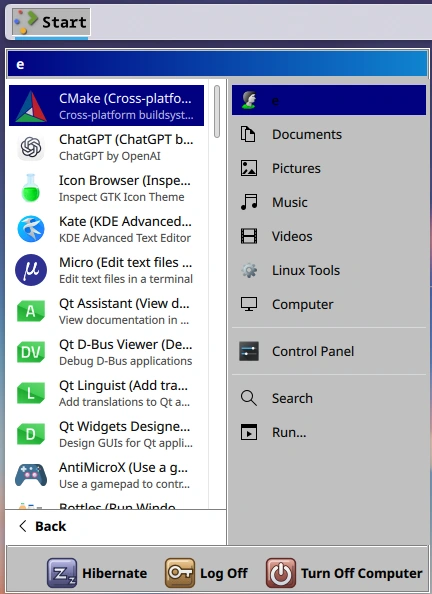 Start
e
CMake (Cross-platfo...
Cross-platform buildsyst...
ChatGPT (ChatGPT b...
ChatGPT by OpenAI
Icon Browser (Inspe...
Inspect GTK Icon Theme
Kate (KDE Advanced...
KDE Advanced Text Editor
Micro (Edit text files ...
Edit text files in a terminal
Qt Assistant (View d...
View documentation in ...
Qt D-Bus Viewer (De...
Debug D-Bus applications
Qt Linguist (Add tra...
Add translations to Qt a...
Qt Widgets Designe...
Design GUIs for Qt appli...
AntiMicroX (Use a g...
Use a gamepad to contr...
Bottles (Run Windo...
Back
e
Documents
Pictures
Music
Videos
Linux Tools
Computer
Control Panel
Search
Run...
Hibernate
Log Off
Turn Off Computer